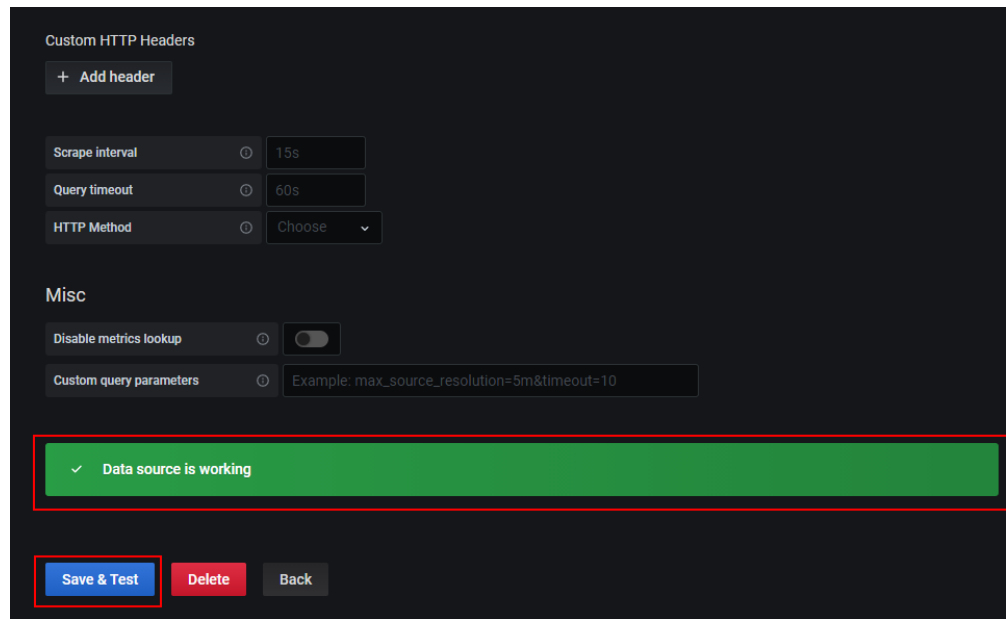 Custom HTTP Headers
+ Add header
Scrape interval 15s
Query timeout 60s
HTTP Method Choose
Misc
Disable metrics lookup
Custom query parameters Example: max_source_resolution=5m&timeout=10
Data source is working
Save & Test Delete Back